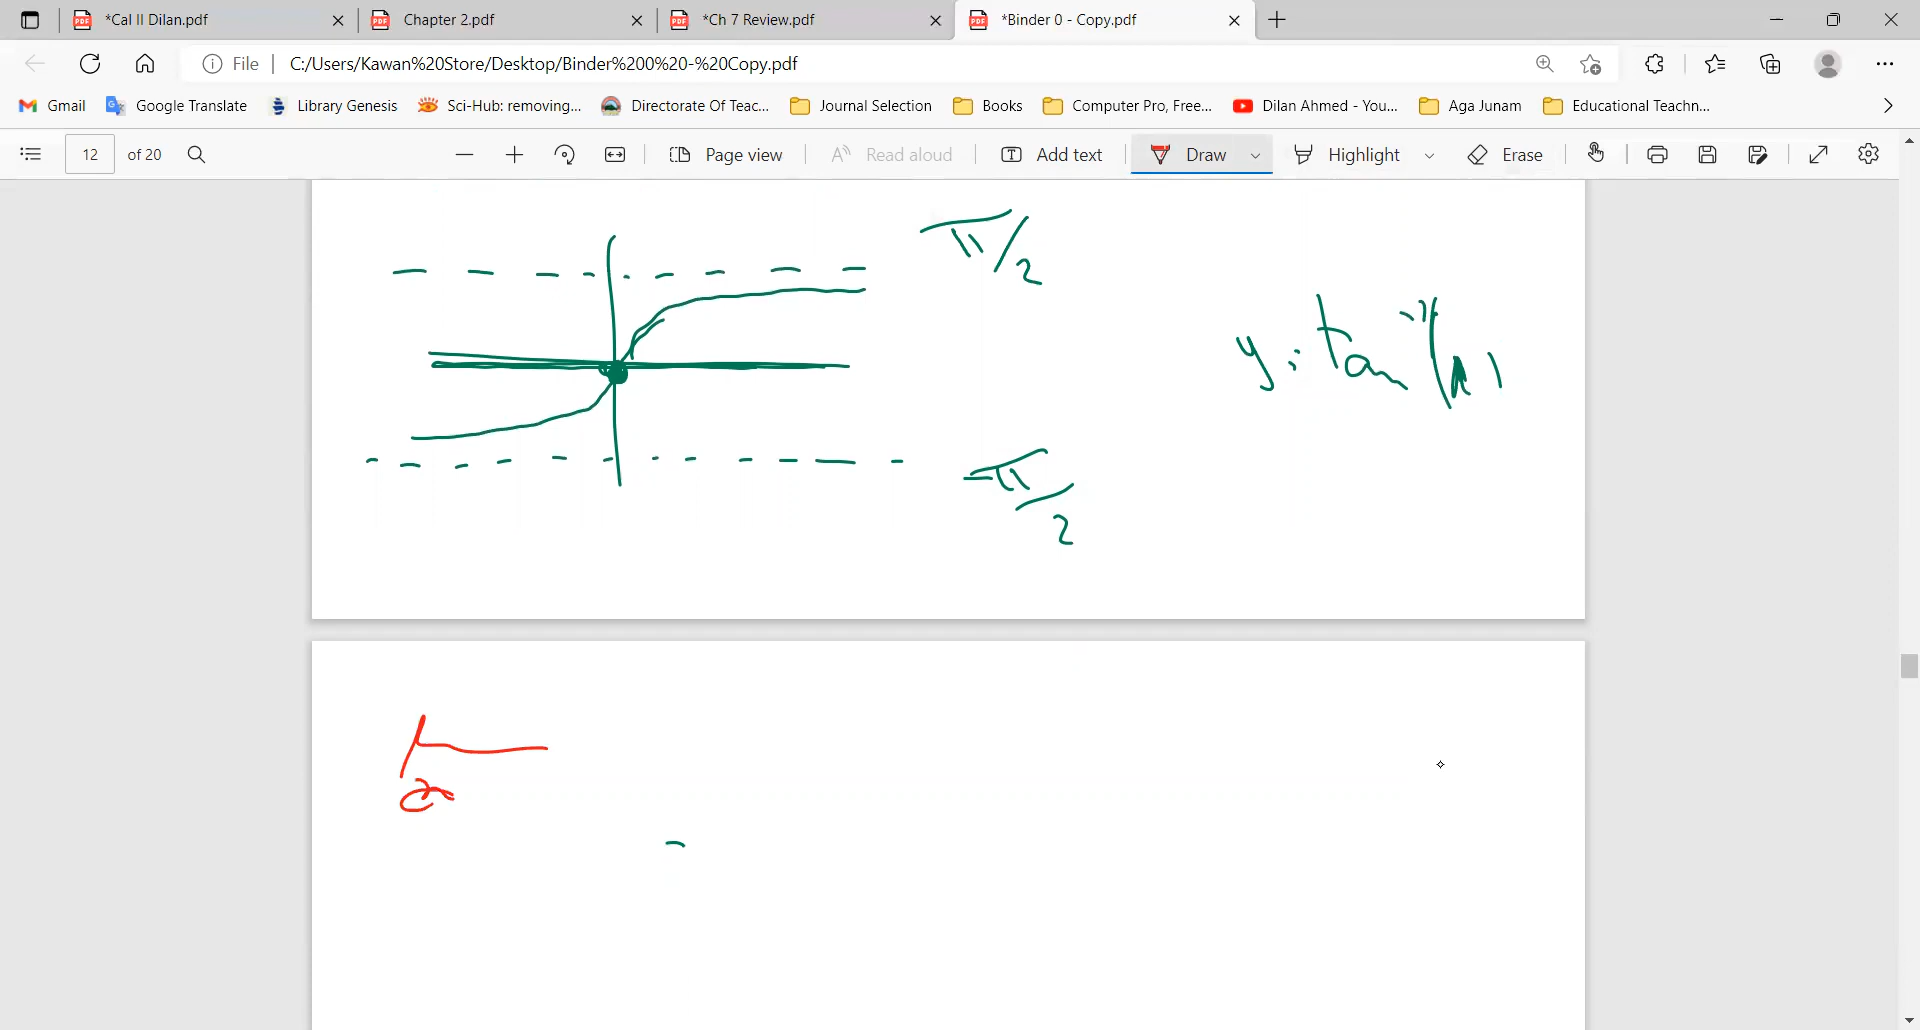 *Cal II Dilan.pdf
Chapter 2.pdf
*Ch 7 Review.pdf
*Binder 0 - Copy.pdf
File
C:/Users/Kawan%20Store/Desktop/Binder%200%20-%20Copy.pdf
Gmail
Google Translate
Library Genesis
Sci-Hub: removing...
Directorate Of Teac...
Journal Selection
Books
Computer Pro, Free...
Dilan Ahmed - You...
Aga Junam
Educational Teachn...
12 of 20
Page view
Read aloud
Add text
Draw
Highlight
Erase
π/2
y = tan⁻¹(x)
-π/2